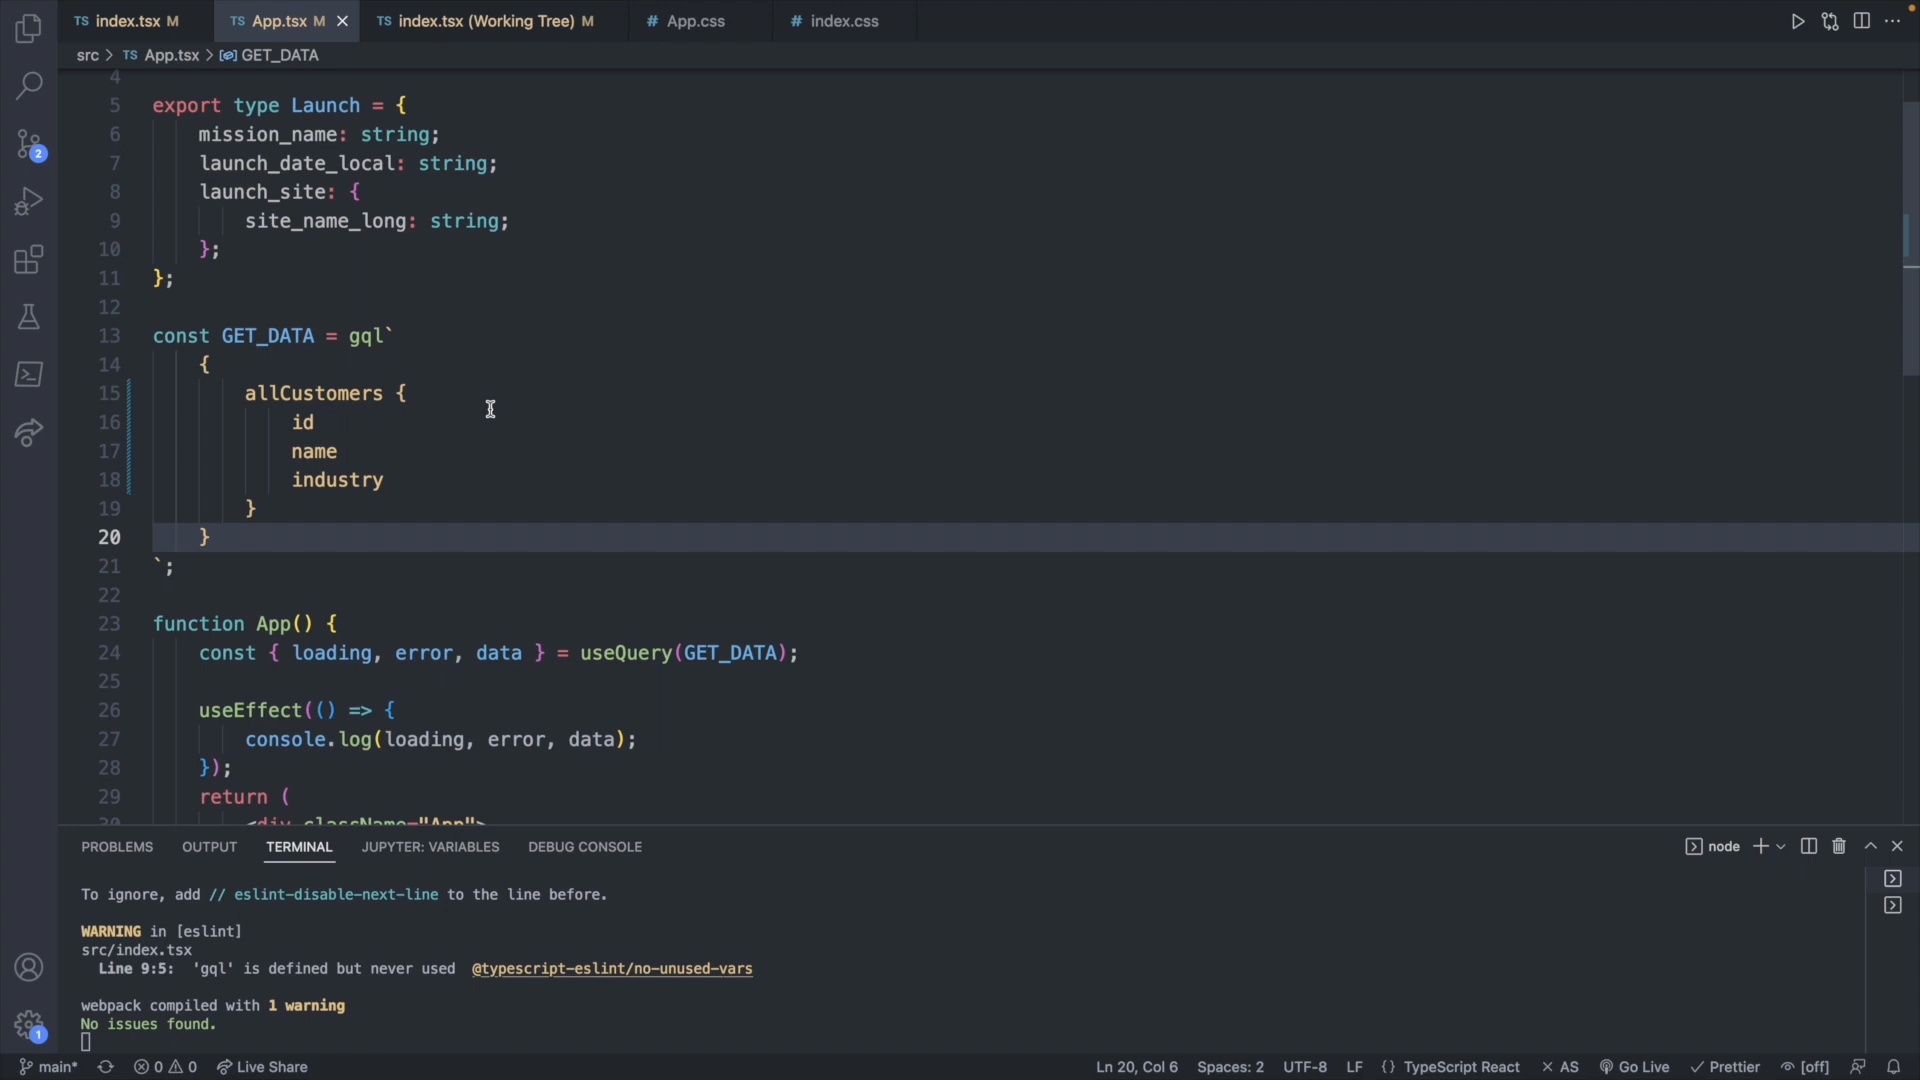 TS index.tsx M TS App.tsx M TS index.tsx (Working Tree) M # App.css # index.css
src > TS App.tsx > GET_DATA
4
5 export type Launch = {
6 mission_name: string;
7 launch_date_local: string;
8 launch_site: {
9 site_name_long: string;
10 };
11 };
12
13 const GET_DATA = gql`
14 {
15 allCustomers {
16 id
17 name
18 industry
19 }
20 }
21 `;
22
23 function App() {
24 const { loading, error, data } = useQuery(GET_DATA);
25
26 useEffect(() => {
27 console.log(loading, error, data);
28 });
29 return (
30 <div className="App">
PROBLEMS OUTPUT TERMINAL JUPYTER: VARIABLES DEBUG CONSOLE node
To ignore, add // eslint-disable-next-line to the line before.
WARNING in [eslint]
src/index.tsx
Line 9:5: 'gql' is defined but never used @typescript-eslint/no-unused-vars
webpack compiled with 1 warning
No issues found.
2
1
main* 0 0 Live Share Ln 20, Col 6 Spaces: 2 UTF-8 LF {} TypeScript React AS Go Live Prettier [off]